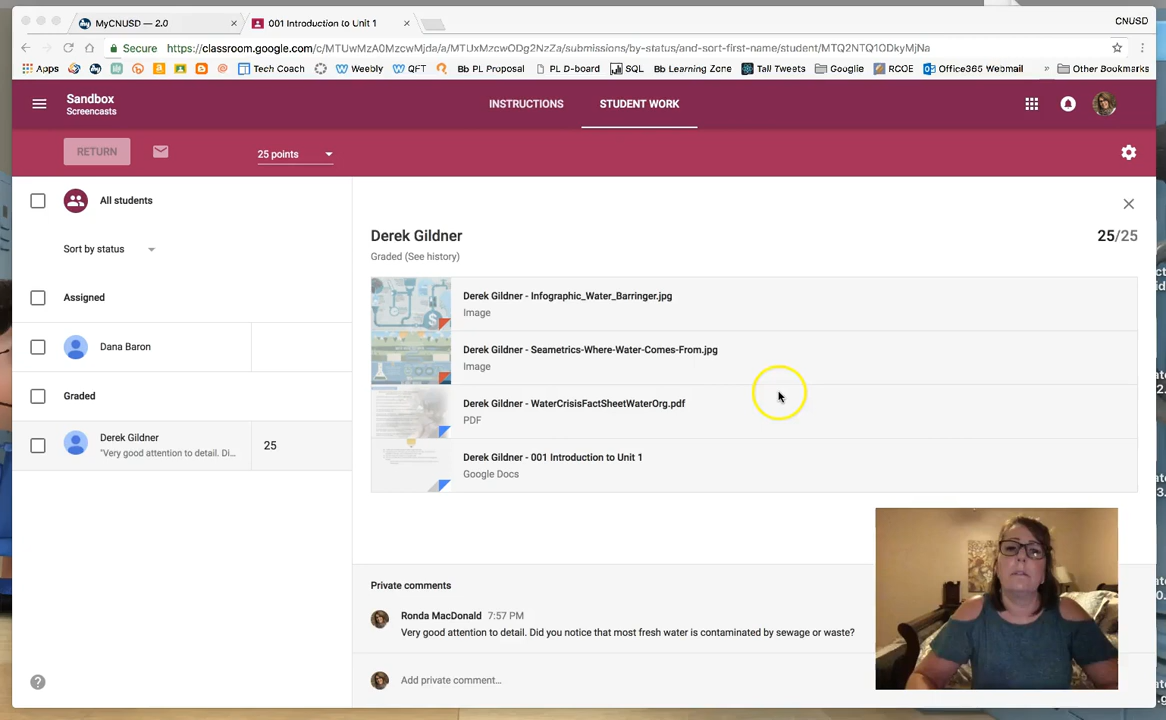 MyCNUSD — 2.0
001 Introduction to Unit 1
CNUSD
Secure https://classroom.google.com/c/MTUwMzA0MzcwMjda/a/MTUxMzcwODg2NzZa/submissions/by-status/and-sort-first-name/student/MTQ2NTQ1ODkyMjNa
Apps Tech Coach Weebly QFT Bb PL Proposal PL D-board SQL Bb Learning Zone Tall Tweets Googlie RCOE Office365 Webmail » Other Bookmarks
Sandbox
Screencasts
INSTRUCTIONS STUDENT WORK
RETURN 25 points
All students
Sort by status
Assigned
Dana Baron
Graded
Derek Gildner 25
"Very good attention to detail. Di...
Derek Gildner 25/25
Graded (See history)
Derek Gildner - Infographic_Water_Barringer.jpg
Image
Derek Gildner - Seametrics-Where-Water-Comes-From.jpg
Image
Derek Gildner - WaterCrisisFactSheetWaterOrg.pdf
PDF
Derek Gildner - 001 Introduction to Unit 1
Google Docs
Private comments
Ronda MacDonald 7:57 PM
Very good attention to detail. Did you notice that most fresh water is contaminated by sewage or waste?
Add private comment...